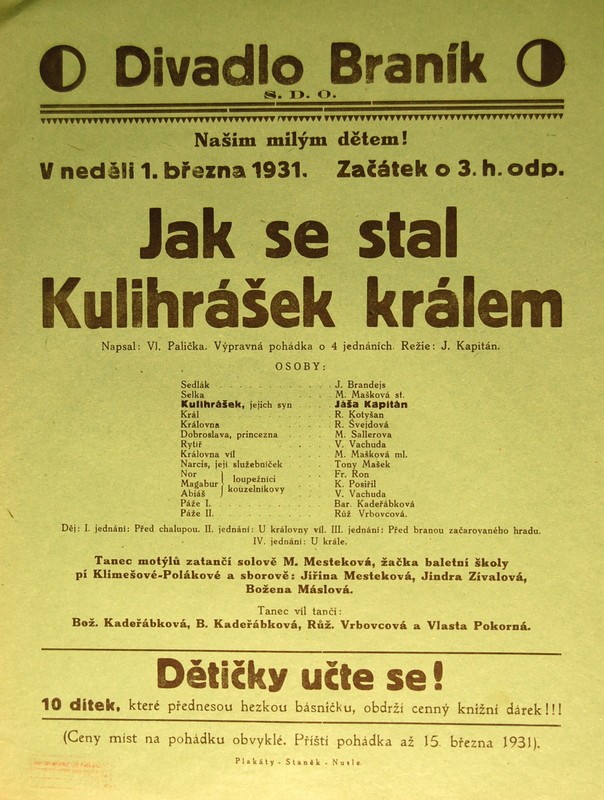 Divadlo Braník
S. D. O.
Našim milým dětem!
V neděli 1. března 1931. Začátek o 3. h. odp.
Jak se stal
Kulihrášek králem
Napsal: Vl. Palička. Výpravná pohádka o 4 jednáních. Režie: J. Kapitán.
OSOBY:
Sedlák . . . . . . . . . . . . J. Brandejs
Selka . . . . . . . . . . . . M. Mašková st.
Kulihrášek, jejich syn . . . . Jáša Kapitán
Král . . . . . . . . . . . . R. Kotyšan
Královna . . . . . . . . . . . R. Švejdová
Dobroslava, princezna . . . . M. Sallerova
Rytíř . . . . . . . . . . . . V. Vachuda
Královna víl . . . . . . . . . M. Mašková ml.
Narcis, její služebníček . . . Tony Mašek
Nor } loupežníci . . . . Fr. Ron
Magabur } kouzelníkovy . . . . K. Posiřil
Abiáš } . . . . V. Vachuda
Páže I. . . . . . . . . . . . Bar. Kadeřábková
Páže II. . . . . . . . . . . . Růž. Vrbovcová.
Děj: I. jednání: Před chalupou. II. jednání: U královny víl. III. jednání: Před branou začarovaného hradu.
IV. jednání: U krále.
Tanec motýlů zatančí solově M. Mesteková, žačka baletní školy
pí Klimešové-Polákové a sborově: Jiřina Mesteková, Jindra Zívalová,
Božena Máslová.
Tanec víl tančí:
Bož. Kadeřábková, B. Kadeřábková, Růž. Vrbovcová a Vlasta Pokorná.
Dětičky učte se!
10 dítek, které přednesou hezkou básničku, obdrží cenný knižní dárek!!!
(Ceny míst na pohádku obvyklé. Příští pohádka až 15. března 1931).
Plakáty - Staněk - Nusle.